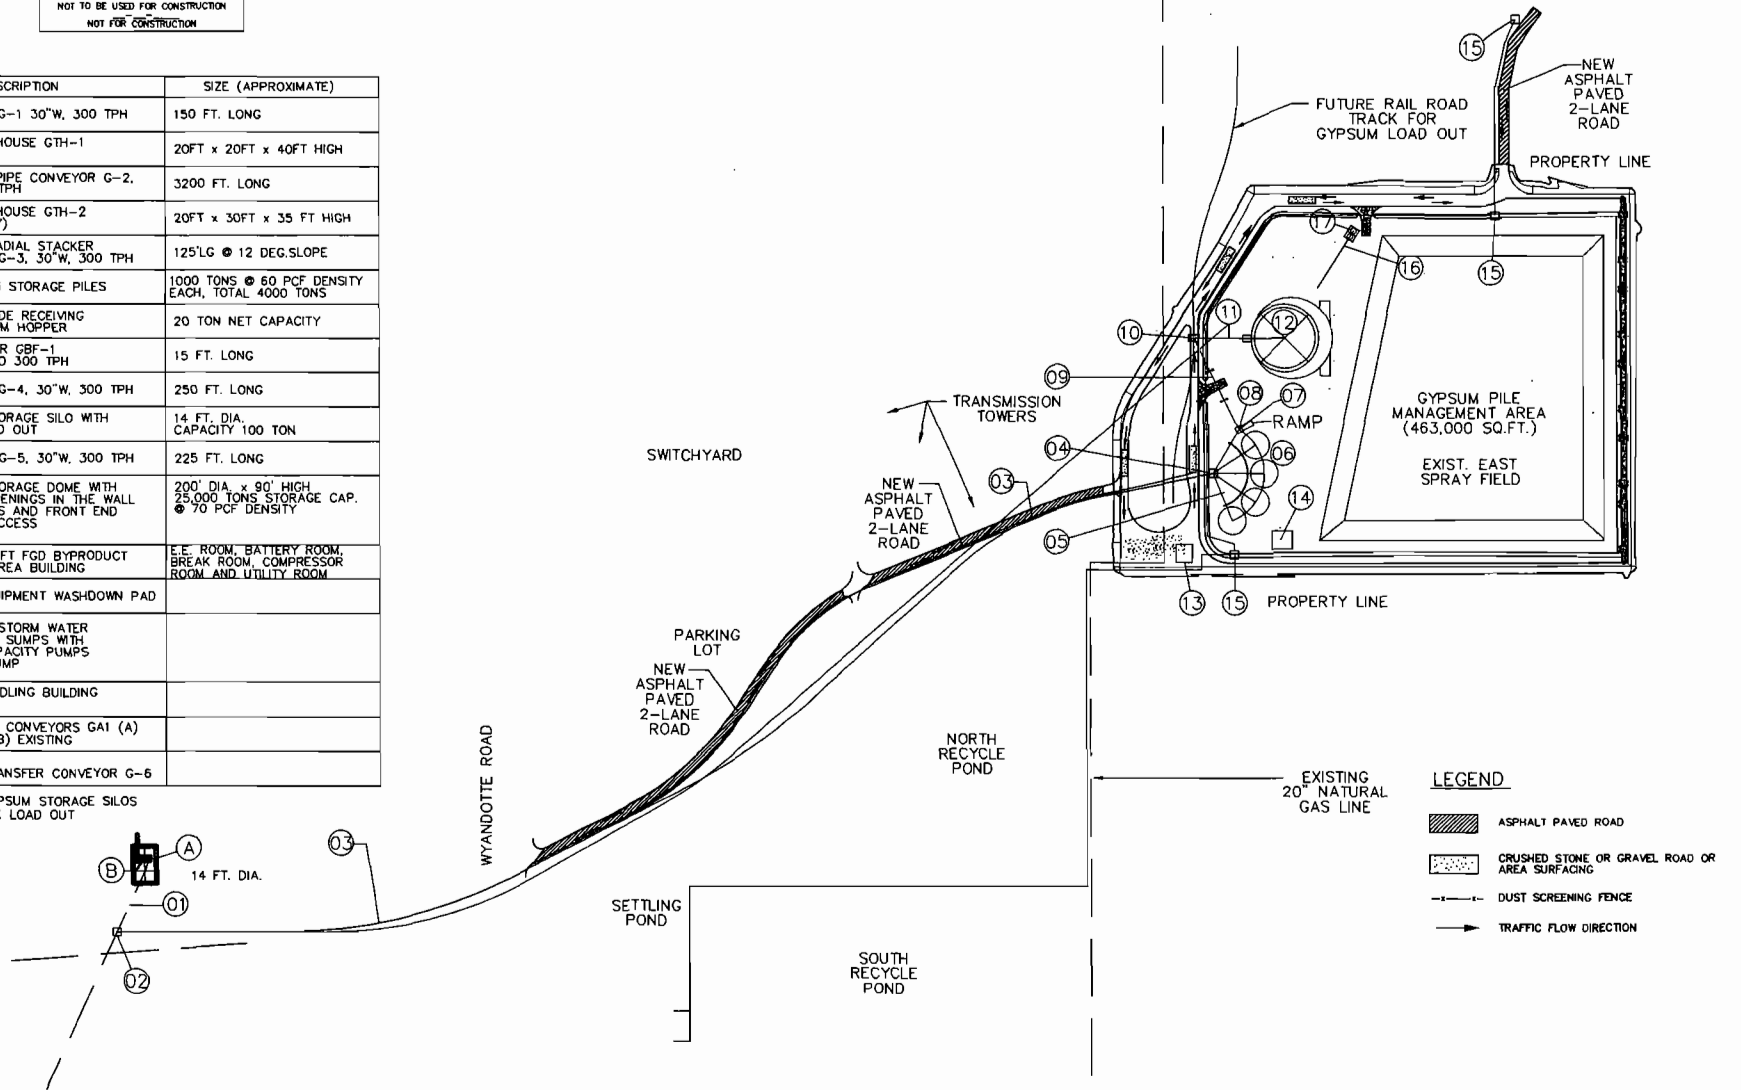 NOT TO BE USED FOR CONSTRUCTION
NOT FOR CONSTRUCTION
SCRIPTION SIZE (APPROXIMATE)
G-1 30"W, 300 TPH 150 FT. LONG
HOUSE GTH-1 20FT x 20FT x 40FT HIGH
PIPE CONVEYOR G-2, 3200 FT. LONG
TPH
HOUSE GTH-2 20FT x 30FT x 35 FT HIGH
ADIAL STACKER 125'LG @ 12 DEG.SLOPE
G-3, 30"W, 300 TPH
STORAGE PILES 1000 TONS @ 60 PCF DENSITY
EACH, TOTAL 4000 TONS
DE RECEIVING 20 TON NET CAPACITY
M HOPPER
R GBF-1 15 FT. LONG
O 300 TPH
G-4, 30"W, 300 TPH 250 FT. LONG
ORAGE SILO WITH 14 FT. DIA.
D OUT CAPACITY 100 TON
G-5, 30"W, 300 TPH 225 FT. LONG
ORAGE DOME WITH 200' DIA. x 90' HIGH
ENINGS IN THE WALL 25,000 TONS STORAGE CAP.
S AND FRONT END @ 70 PCF DENSITY
CCESS
FT FGD BYPRODUCT E.E. ROOM, BATTERY ROOM,
REA BUILDING BREAK ROOM, COMPRESSOR
ROOM AND UTILITY ROOM
IPMENT WASHDOWN PAD
STORM WATER
SUMPS WITH
PACITY PUMPS
UMP
DLING BUILDING
CONVEYORS GA1 (A)
B) EXISTING
ANSFER CONVEYOR G-6
PSUM STORAGE SILOS
LOAD OUT
A
B
14 FT. DIA.
01
02
03
WYANDOTTE ROAD
SWITCHYARD
PARKING
LOT
NEW
ASPHALT
PAVED
2-LANE
ROAD
NEW
ASPHALT
PAVED
2-LANE
ROAD
03
TRANSMISSION
TOWERS
SETTLING
POND
NORTH
RECYCLE
POND
SOUTH
RECYCLE
POND
15
NEW
ASPHALT
PAVED
2-LANE
ROAD
FUTURE RAIL ROAD
TRACK FOR
GYPSUM LOAD OUT
PROPERTY LINE
17
16
15
11
12
10
09
08
07
RAMP
04
06
05
14
13
15
PROPERTY LINE
GYPSUM PILE
MANAGEMENT AREA
(463,000 SQ.FT.)
EXIST. EAST
SPRAY FIELD
EXISTING
20" NATURAL
GAS LINE
LEGEND
ASPHALT PAVED ROAD
CRUSHED STONE OR GRAVEL ROAD OR
AREA SURFACING
DUST SCREENING FENCE
TRAFFIC FLOW DIRECTION